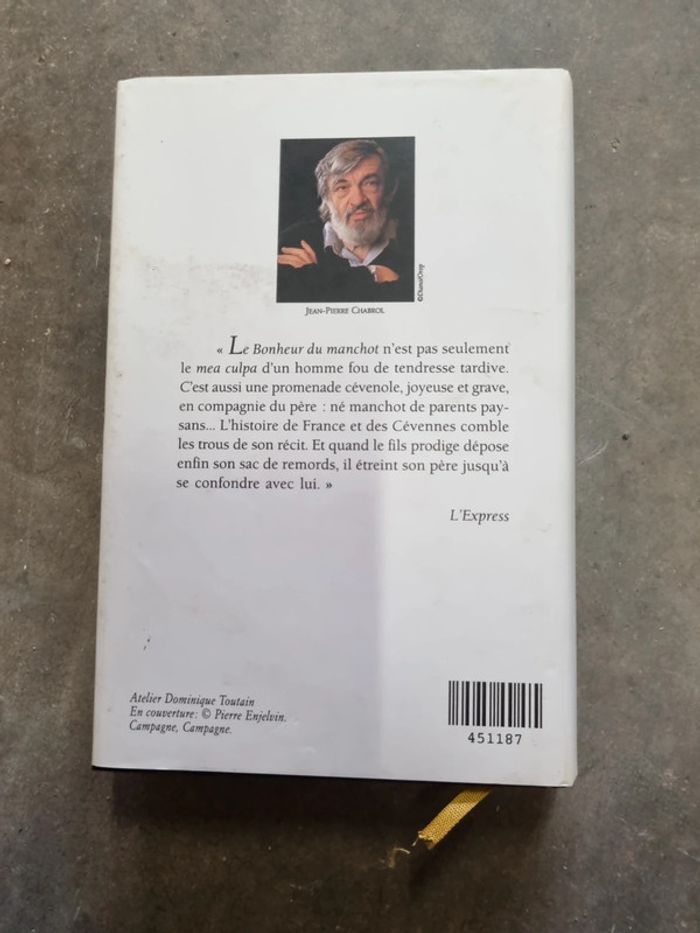 ©Chanel/Orop
JEAN-PIERRE CHABROL
« Le Bonheur du manchot n'est pas seulement
le mea culpa d'un homme fou de tendresse tardive.
C'est aussi une promenade cévenole, joyeuse et grave,
en compagnie du père : né manchot de parents pay-
sans... L'histoire de France et des Cévennes comble
les trous de son récit. Et quand le fils prodige dépose
enfin son sac de remords, il étreint son père jusqu'à
se confondre avec lui. »
L'Express
Atelier Dominique Toutain
En couverture : © Pierre Enjelvin.
Campagne, Campagne.
451187